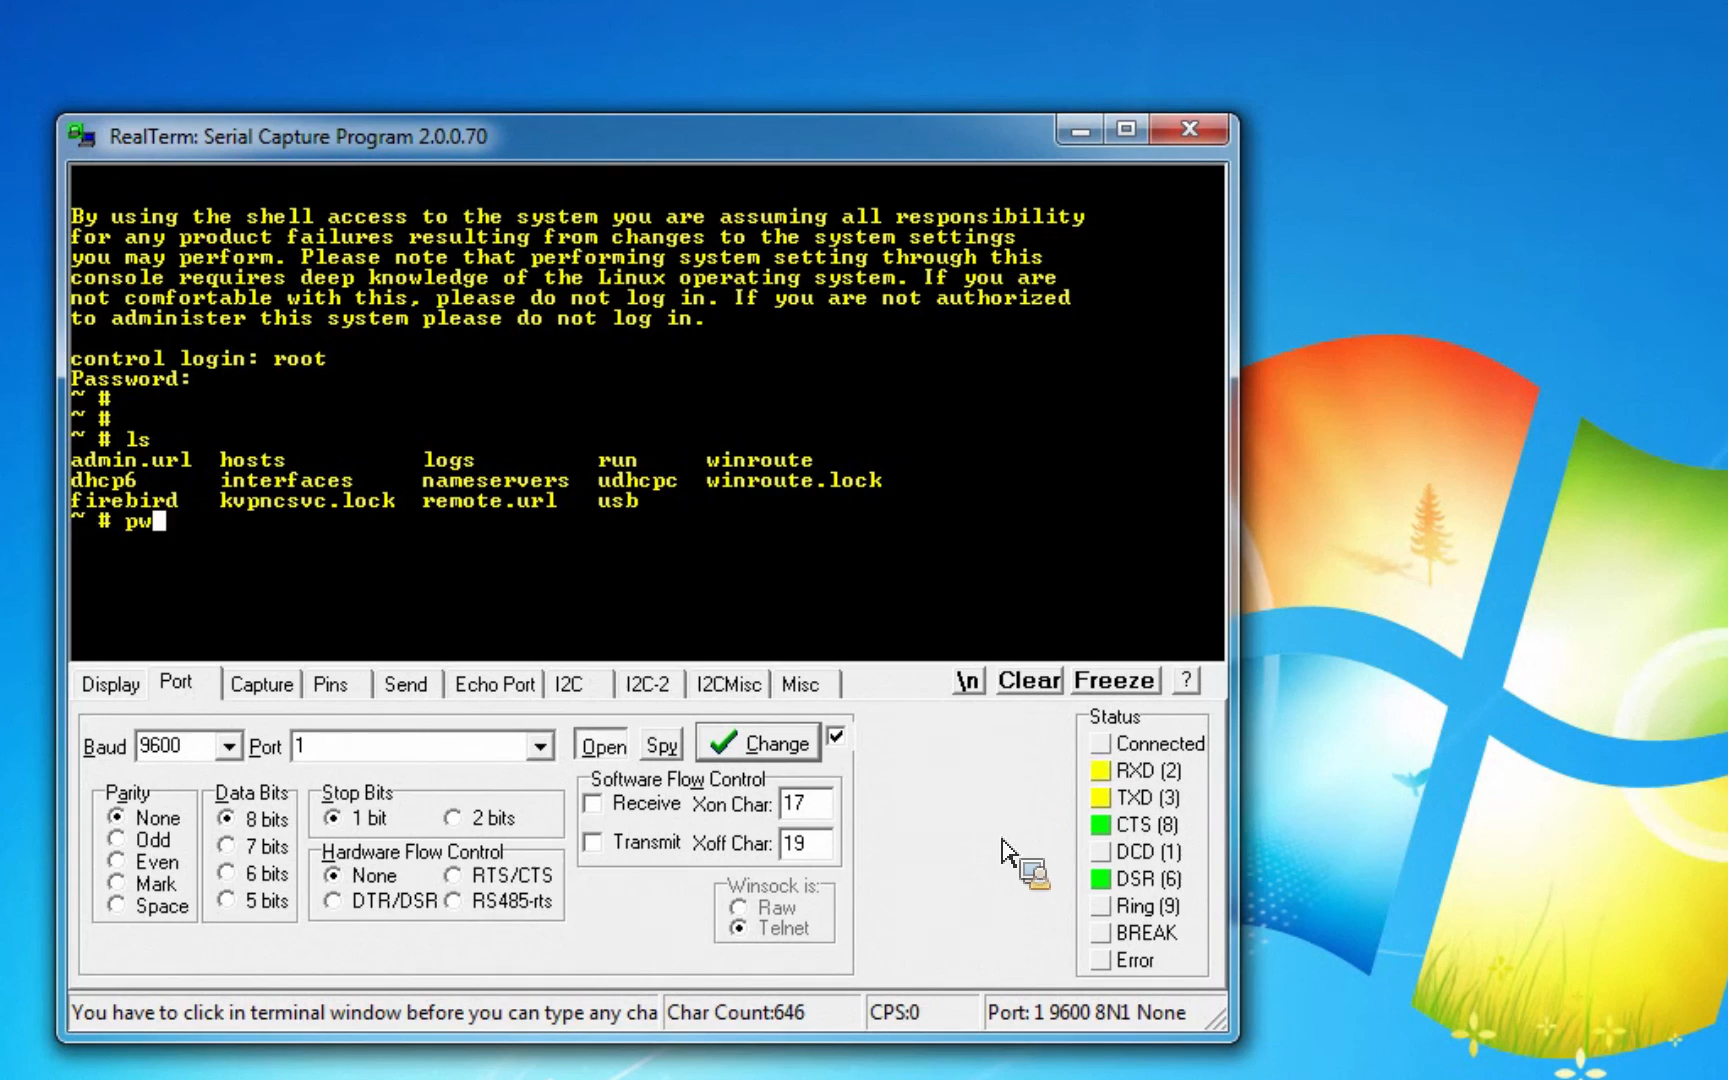 RealTerm: Serial Capture Program 2.0.0.70
By using the shell access to the system you are assuming all responsibility
for any product failures resulting from changes to the system settings
you may perform. Please note that performing system setting through this
console requires deep knowledge of the Linux operating system. If you are
not comfortable with this, please do not log in. If you are not authorized
to administer this system please do not log in.
control login: root
Password:
~ #
~ #
~ # ls
admin.url hosts logs run winroute
dhcp6 interfaces nameservers udhcpc winroute.lock
firebird kvpncsvc.lock remote.url usb
~ # pw
Display Port Capture Pins Send Echo Port I2C I2C-2 I2CMisc Misc \n Clear Freeze ?
Baud 9600 Port 1 Open Spy Change
Parity
None
Odd
Even
Mark
Space
Data Bits
8 bits
7 bits
6 bits
5 bits
Stop Bits
1 bit 2 bits
Hardware Flow Control
None RTS/CTS
DTR/DSR RS485-rts
Software Flow Control
Receive Xon Char: 17
Transmit Xoff Char: 19
Winsock is:
Raw
Telnet
Status
Connected
RXD (2)
TXD (3)
CTS (8)
DCD (1)
DSR (6)
Ring (9)
BREAK
Error
You have to click in terminal window before you can type any cha Char Count:646 CPS:0 Port: 1 9600 8N1 None